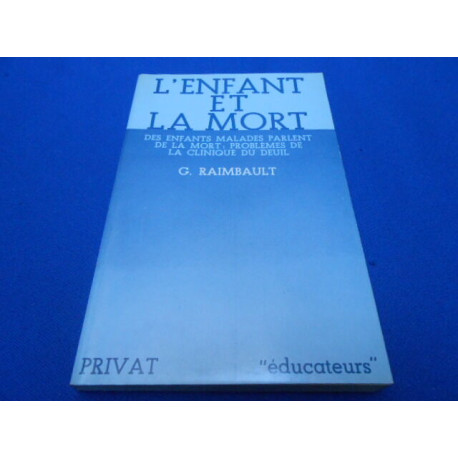 L'ENFANT
ET
LA MORT
DES ENFANTS MALADES PARLENT
DE LA MORT: PROBLÈMES DE
LA CLINIQUE DU DEUIL
G. RAIMBAULT
PRIVAT "éducateurs"